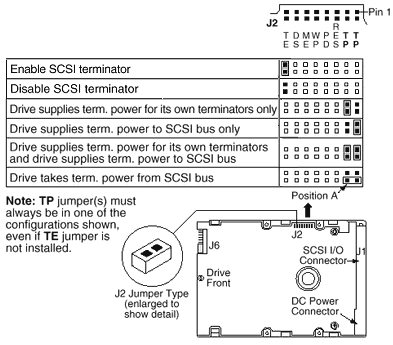 Pin 1
J2
R
T D M W P E T T
E S E P D S P P
Enable SCSI terminator
Disable SCSI terminator
Drive supplies term. power for its own terminators only
Drive supplies term. power to SCSI bus only
Drive supplies term. power for its own terminators
and drive supplies term. power to SCSI bus
Drive takes term. power from SCSI bus
Position A
Note: TP jumper(s) must
always be in one of the
configurations shown,
even if TE jumper is
not installed.
J6
J2
J1
SCSI I/O
Connector
Drive
Front
DC Power
Connector
J2 Jumper Type
(enlarged to
show detail)